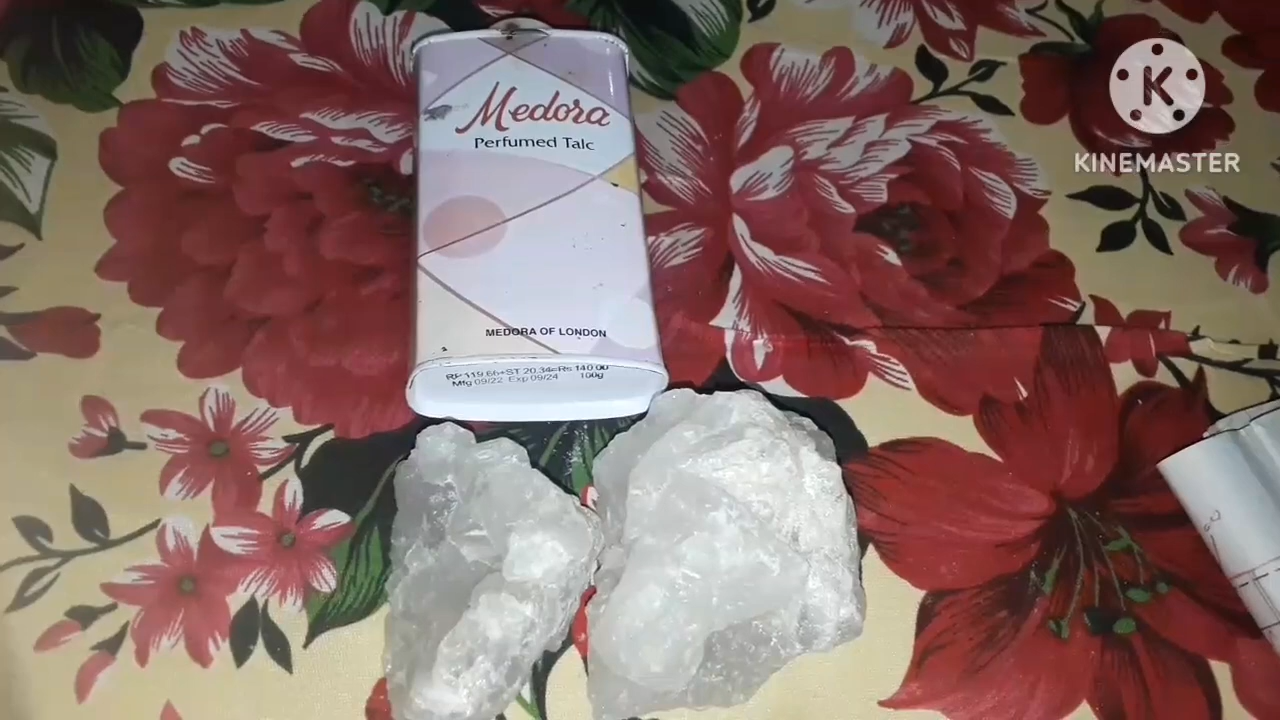 Medora
Perfumed Talc
MEDORA OF LONDON
RP 119.66+ST 20.34=Rs 140.00
Mfg 09/22 Exp 09/24 100g
K
KINEMASTER